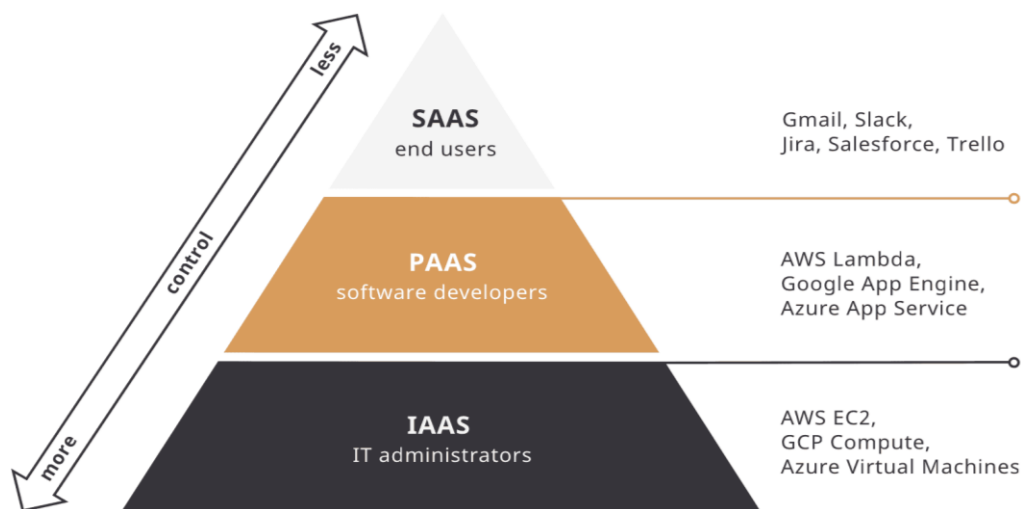 less
control
more
SAAS
end users
Gmail, Slack,
Jira, Salesforce, Trello
PAAS
software developers
AWS Lambda,
Google App Engine,
Azure App Service
IAAS
IT administrators
AWS EC2,
GCP Compute,
Azure Virtual Machines